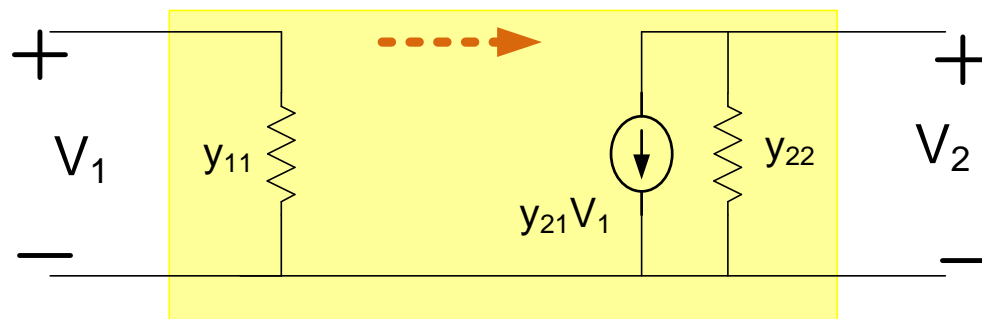 +
V₁
−
y₁₁
y₂₁V₁
y₂₂
+
V₂
−